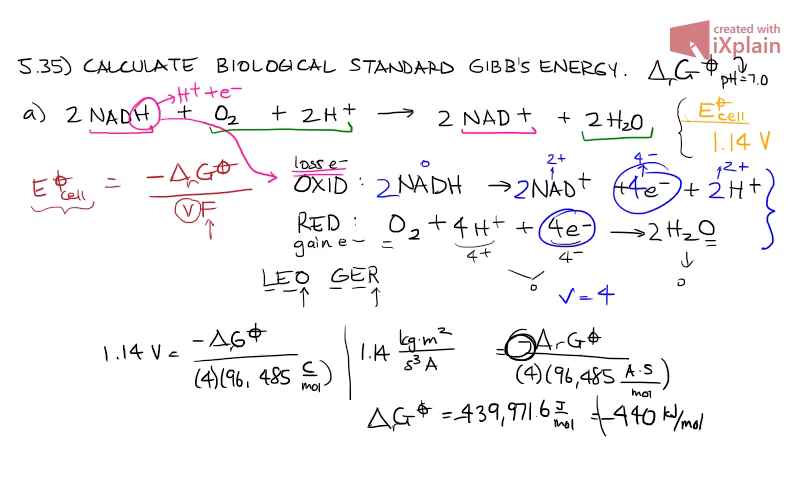 created with
iXplain
5.35) CALCULATE BIOLOGICAL STANDARD GIBB'S ENERGY. ΔrG⊕ pH=7.0
a) 2 NADH + O2 + 2H+ → 2 NAD+ + 2H2O
H+ + e-
E⊕cell
1.14 V
E⊕cell = -ΔrG⊕ / νF
loss e-
OXID: 2NADH → 2NAD+ + 4e- + 2H+
0 2+ 4- 2+
RED: O2 + 4H+ + 4e- → 2H2O
gain e- 4+ 4- 0
LEO GER
ν = 4
1.14 V = -ΔrG⊕ / (4)(96,485 C/mol)
1.14 kg·m²/s³A = -ΔrG⊕ / (4)(96,485 A·S/mol)
ΔrG⊕ = -439,971.6 J/mol = -440 kJ/mol